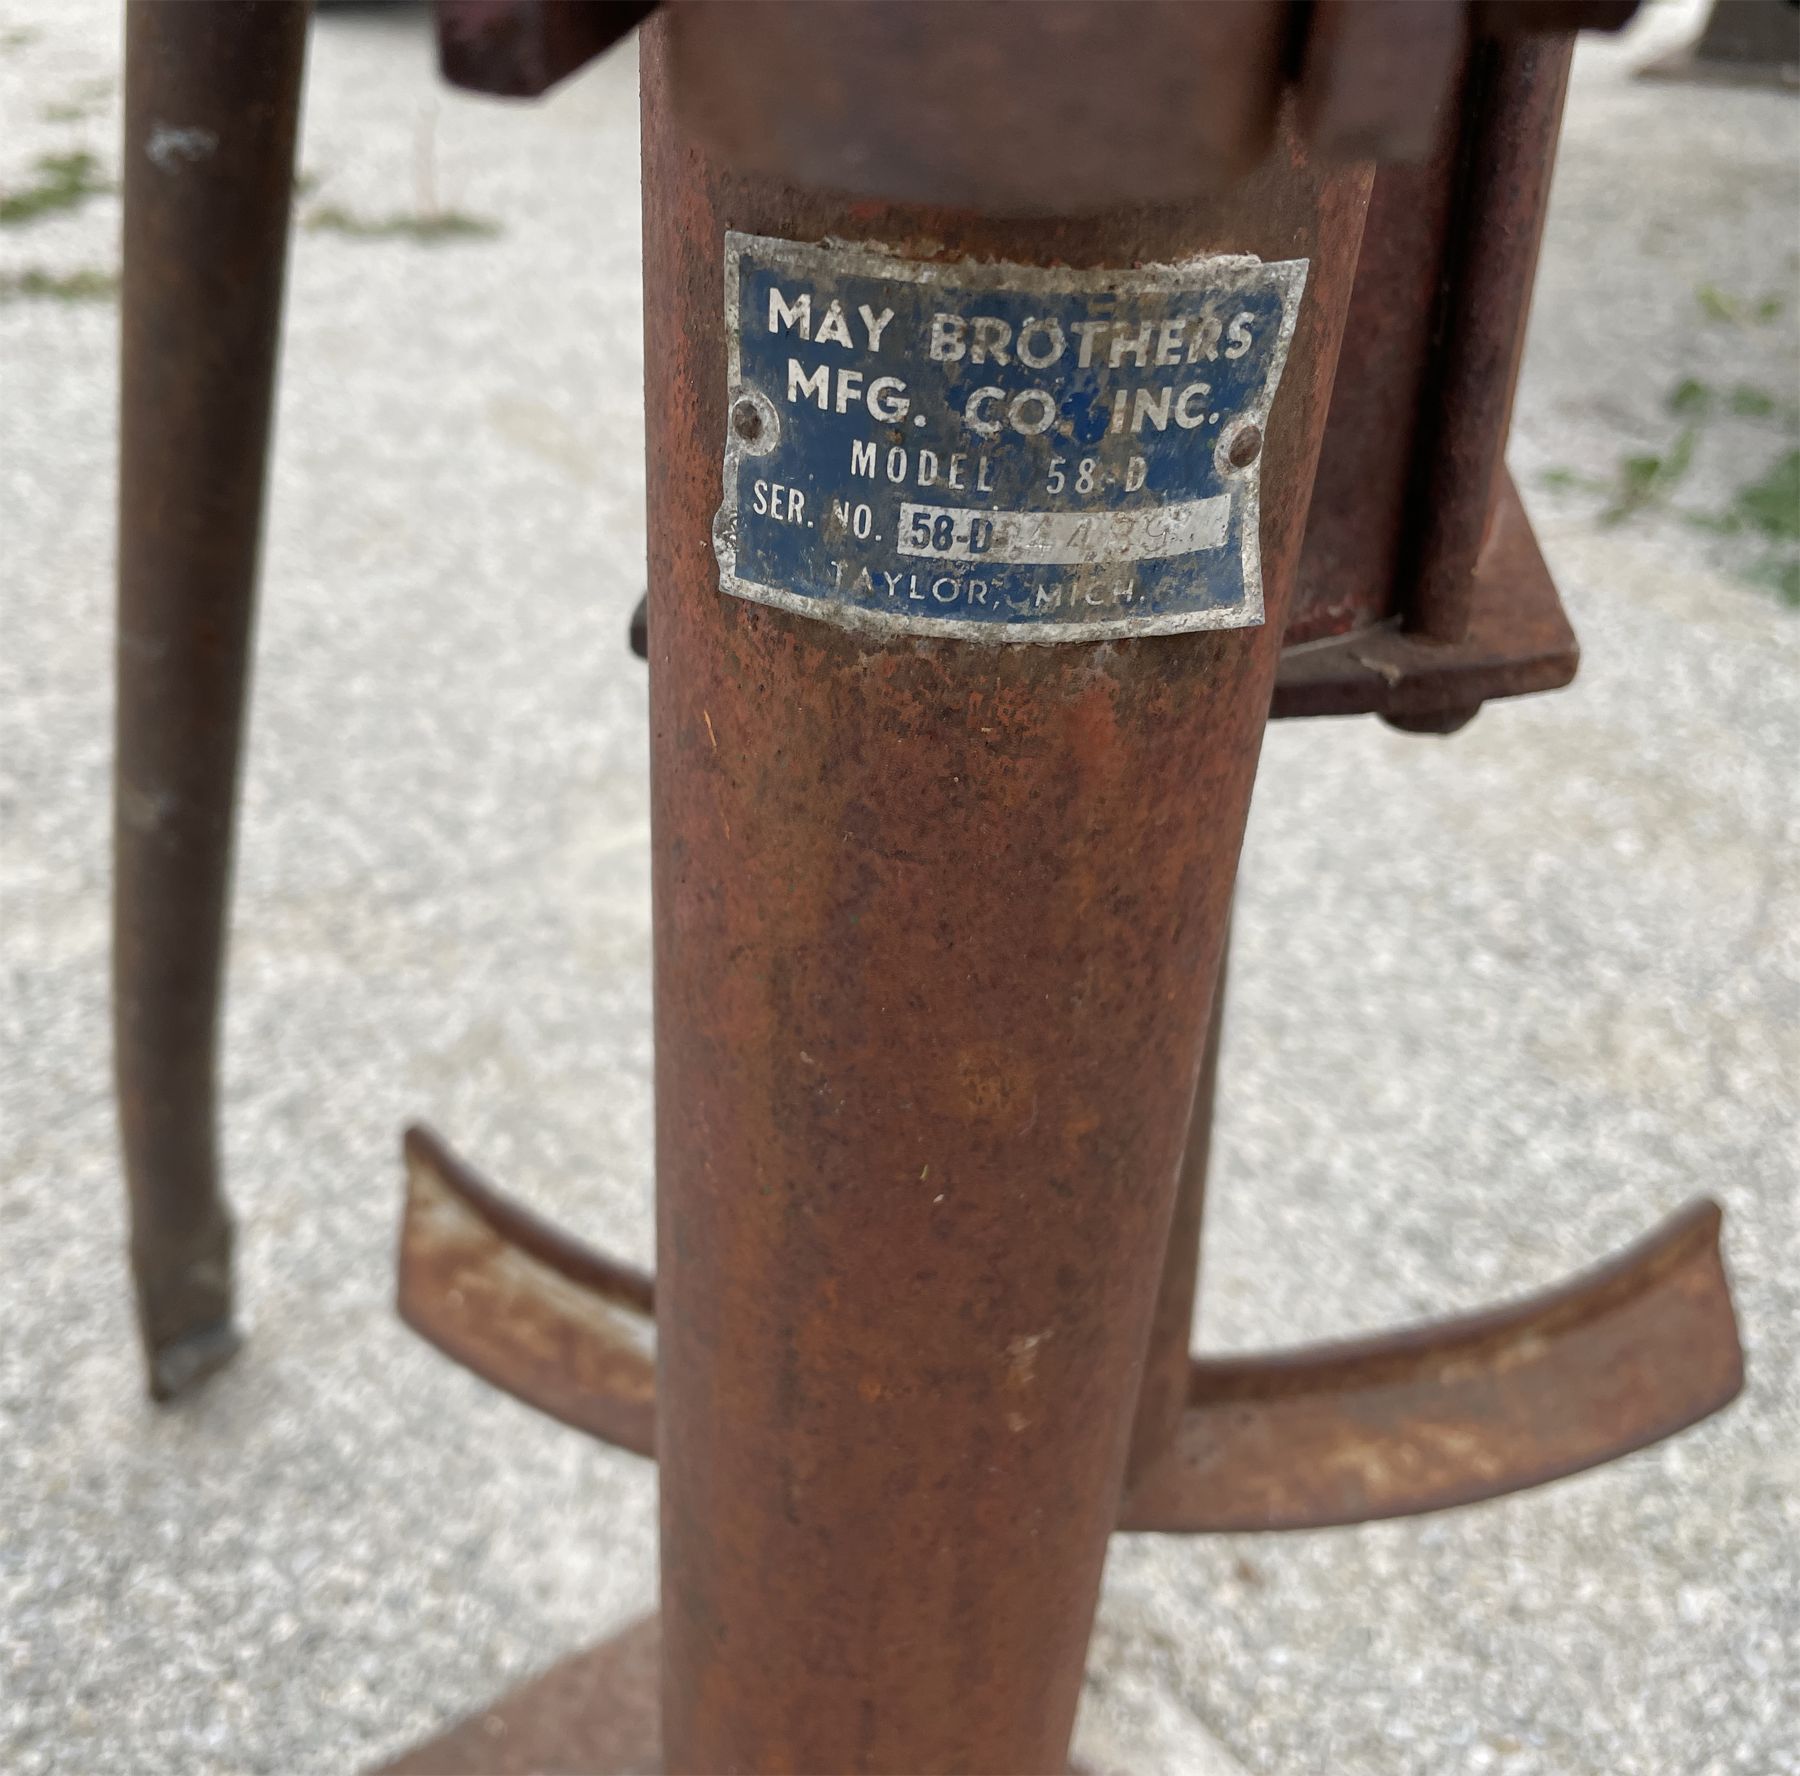 MAY BROTHERS
MFG. CO. INC.
MODEL 58-D
SER. NO. 58-D
TAYLOR, MICH.